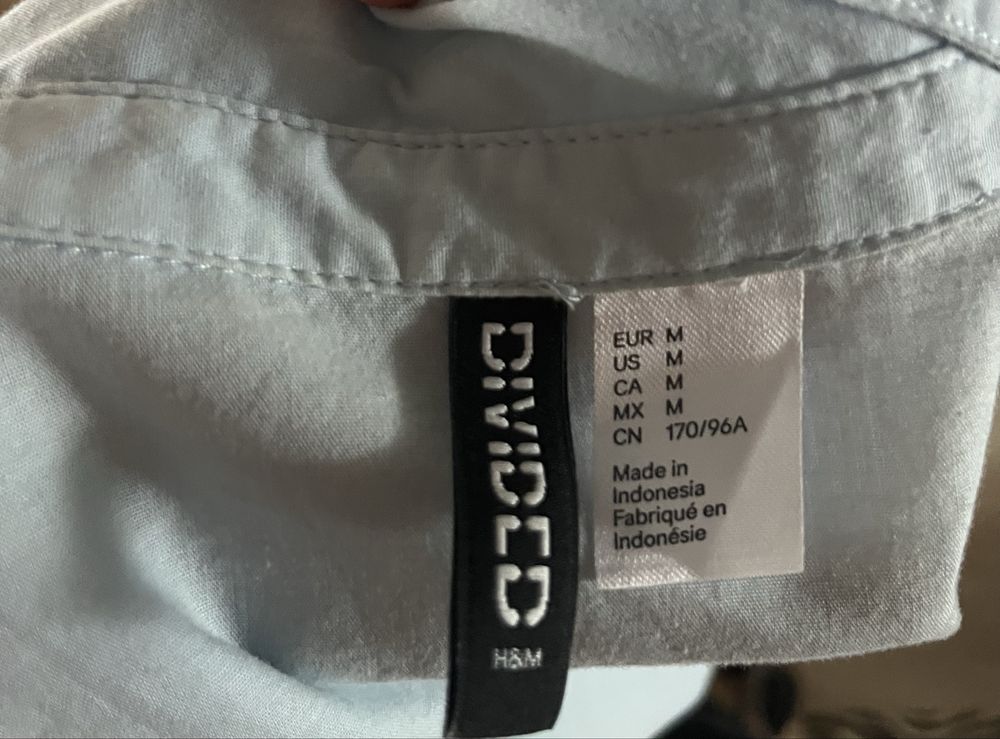 DIVIDED
H&M
EUR M
US M
CA M
MX M
CN 170/96A
Made in
Indonesia
Fabriqué en
Indonésie